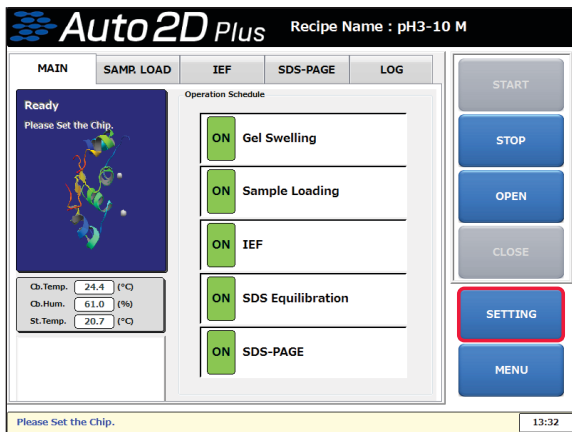 Auto2D Plus Recipe Name : pH3-10 M
MAIN SAMP. LOAD IEF SDS-PAGE LOG
Ready
Please Set the Chip.
Cb.Temp. 24.4 (°C)
Cb.Hum. 61.0 (%)
St.Temp. 20.7 (°C)
Operation Schedule
ON Gel Swelling
ON Sample Loading
ON IEF
ON SDS Equilibration
ON SDS-PAGE
START
STOP
OPEN
CLOSE
SETTING
MENU
Please Set the Chip. 13:32